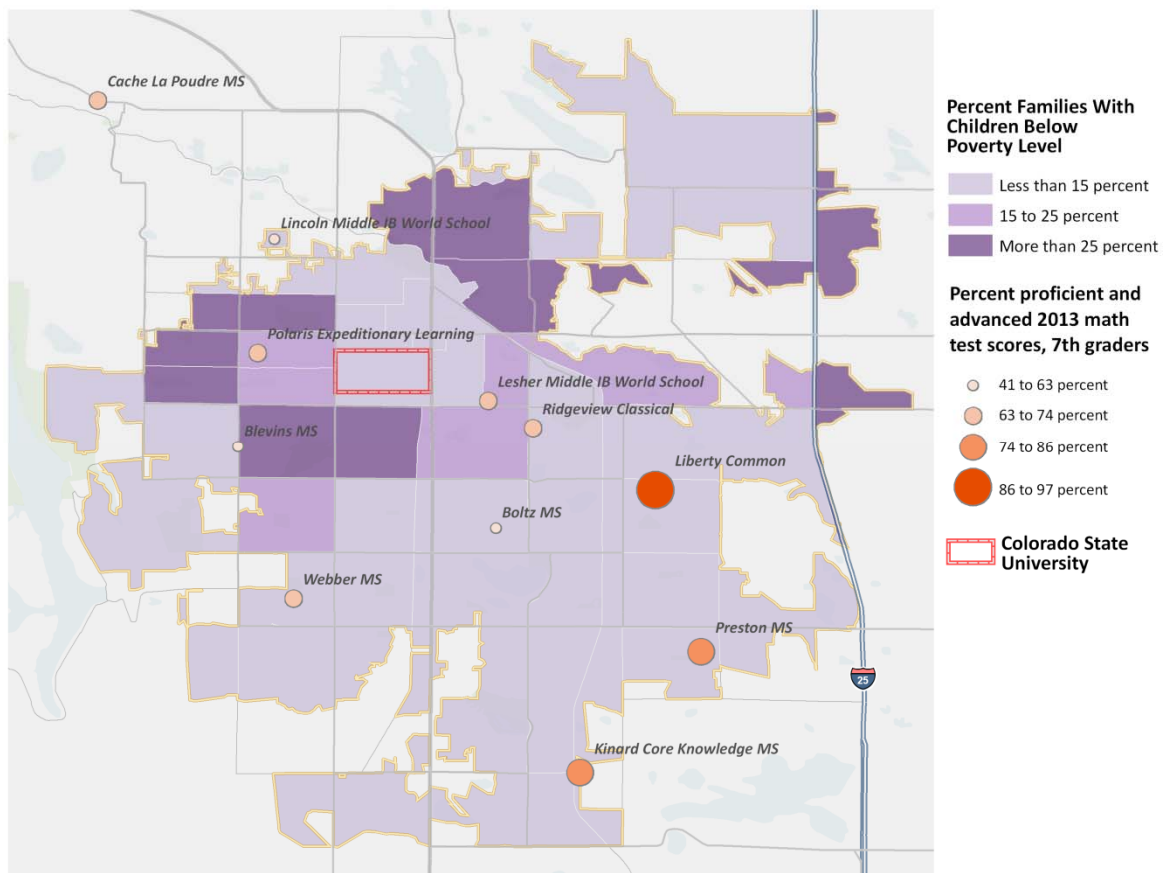 Cache La Poudre MS
Lincoln Middle IB World School
Polaris Expeditionary Learning
Lesher Middle IB World School
Ridgeview Classical
Blevins MS
Liberty Common
Boltz MS
Webber MS
Preston MS
25
Kinard Core Knowledge MS
Percent Families With
Children Below
Poverty Level
Less than 15 percent
15 to 25 percent
More than 25 percent
Percent proficient and
advanced 2013 math
test scores, 7th graders
41 to 63 percent
63 to 74 percent
74 to 86 percent
86 to 97 percent
Colorado State
University